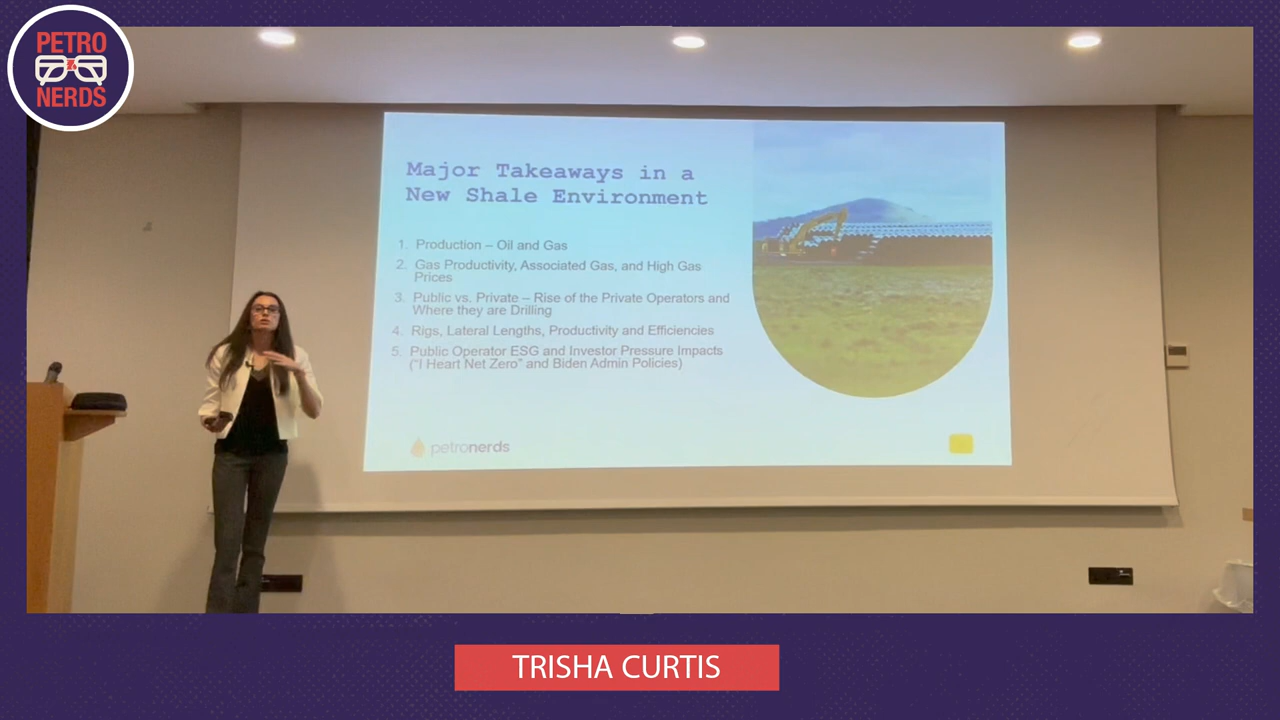 PETRO
NERDS
Major Takeaways in a
New Shale Environment
1. Production – Oil and Gas
2. Gas Productivity, Associated Gas, and High Gas
Prices
3. Public vs. Private – Rise of the Private Operators and
Where they are Drilling
4. Rigs, Lateral Lengths, Productivity and Efficiencies
5. Public Operator ESG and Investor Pressure Impacts
("I Heart Net Zero" and Biden Admin Policies)
petronerds
TRISHA CURTIS